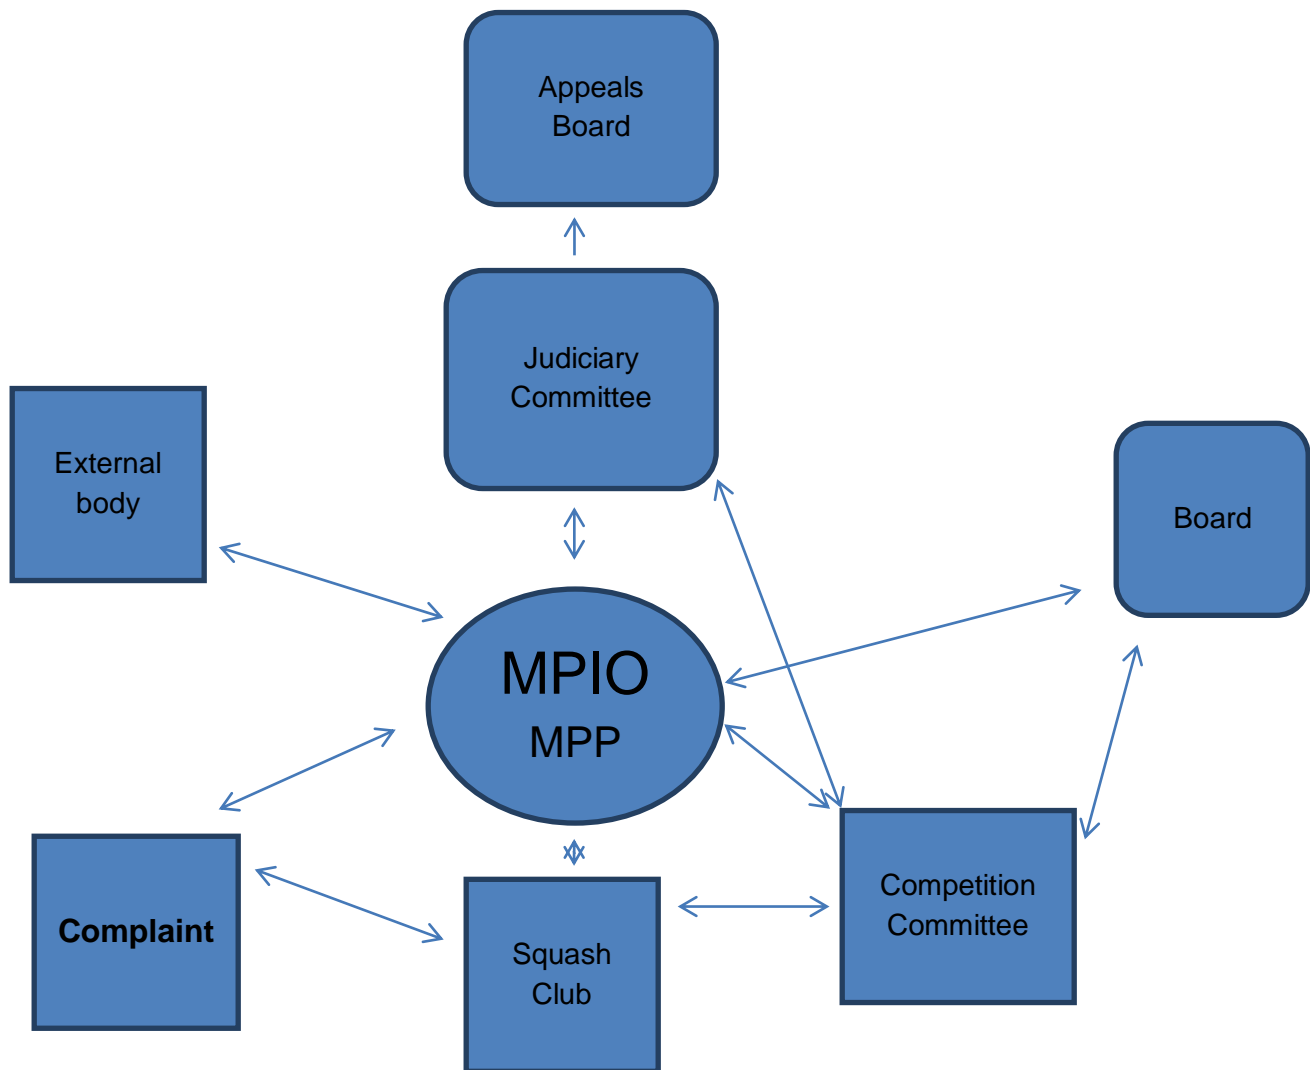 Appeals
Board
Judiciary
Committee
External
body
Board
MPIO
MPP
Complaint
Squash
Club
Competition
Committee